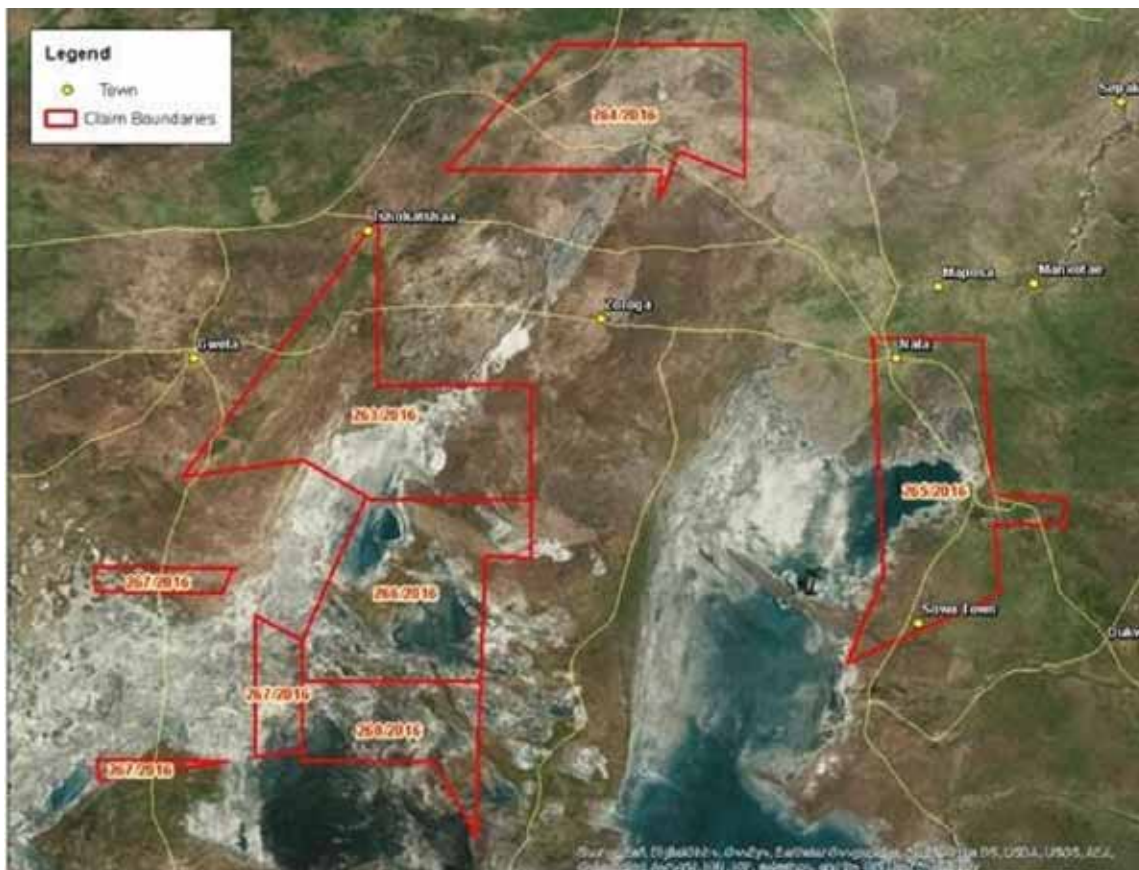 Legend
Town
Claim Boundaries
264/2016
Tshokatshaa
Maposa
Manxotae
Zoroga
Gweta
Nata
263/2016
265/2016
267/2016
266/2016
Sowa Town
267/2016
268/2016
267/2016